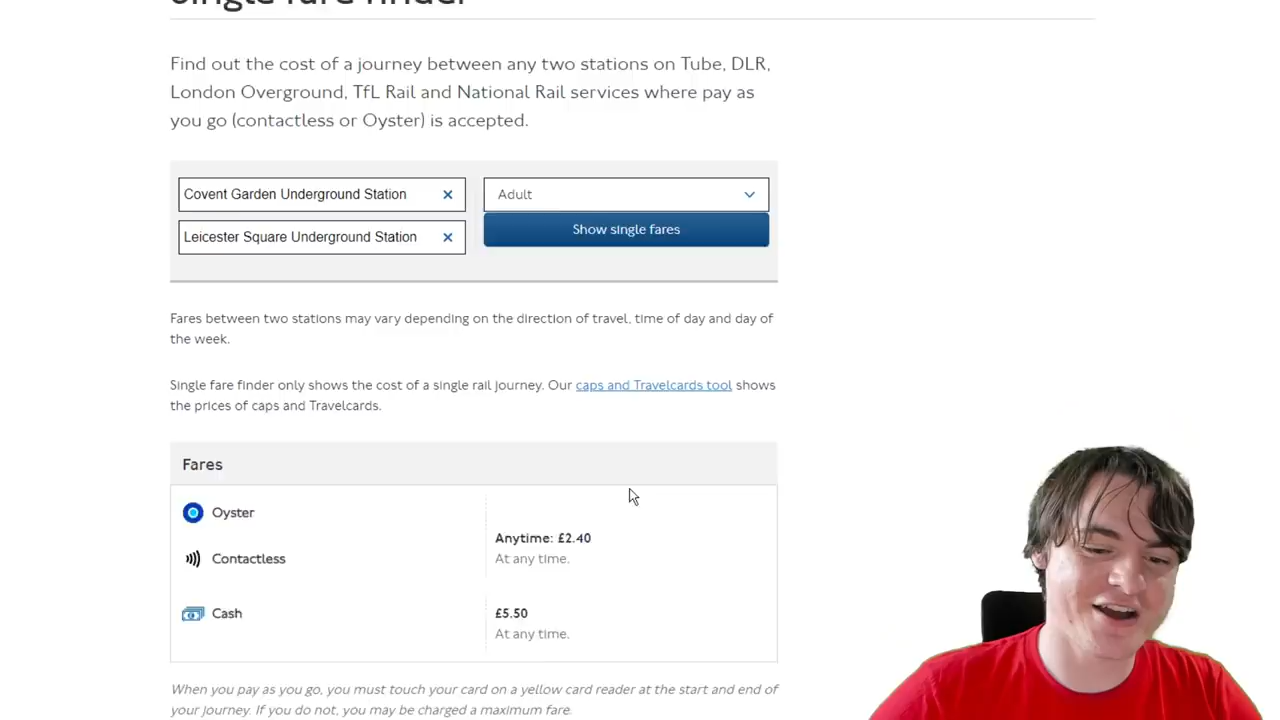 Single fare finder
Find out the cost of a journey between any two stations on Tube, DLR,
London Overground, TfL Rail and National Rail services where pay as
you go (contactless or Oyster) is accepted.
Covent Garden Underground Station ×
Adult
Leicester Square Underground Station ×
Show single fares
Fares between two stations may vary depending on the direction of travel, time of day and day of
the week.
Single fare finder only shows the cost of a single rail journey. Our caps and Travelcards tool shows
the prices of caps and Travelcards.
Fares
Oyster
Anytime: £2.40
Contactless
At any time.
Cash
£5.50
At any time.
When you pay as you go, you must touch your card on a yellow card reader at the start and end of
your journey. If you do not, you may be charged a maximum fare.